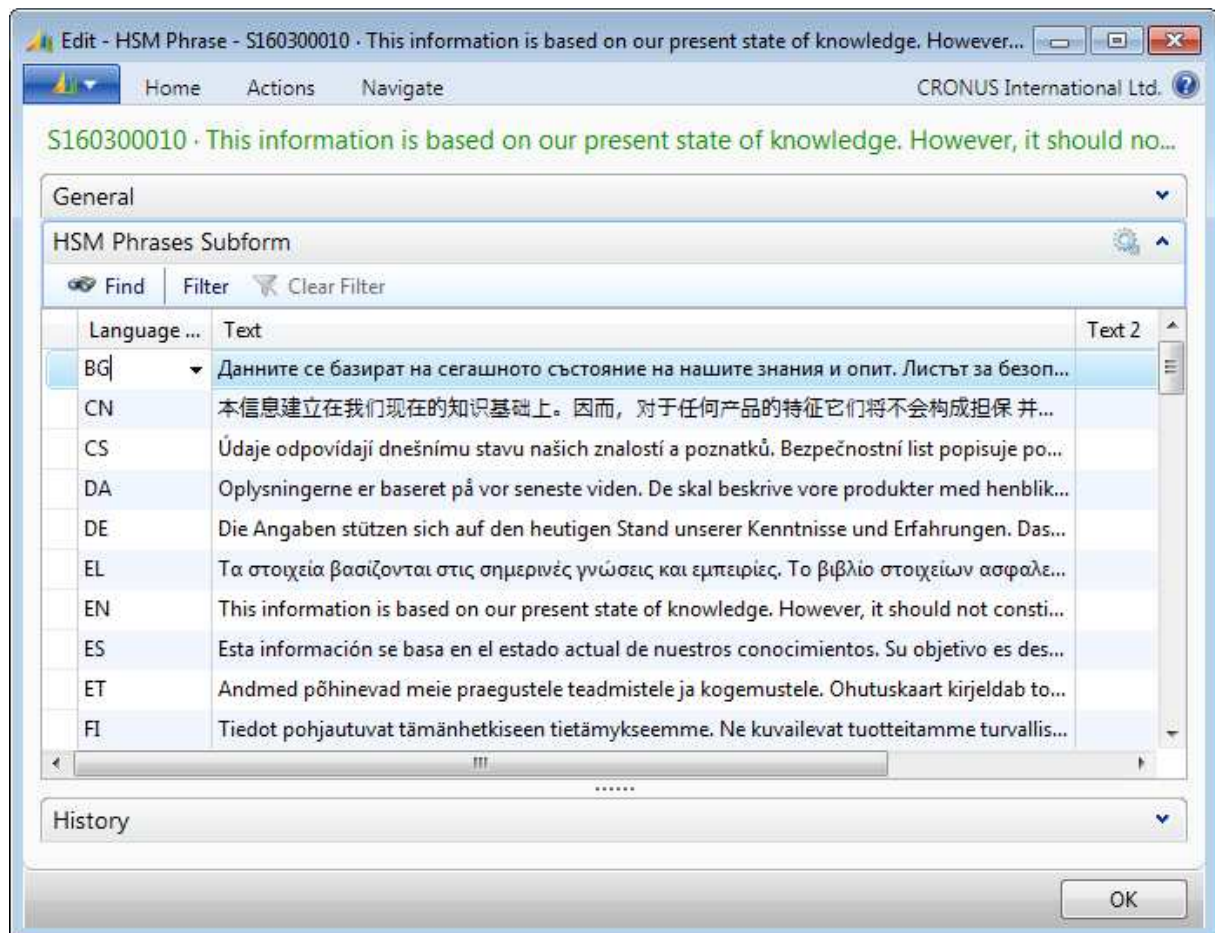 Edit - HSM Phrase - S160300010 · This information is based on our present state of knowledge. However...
Home Actions Navigate CRONUS International Ltd.
S160300010 · This information is based on our present state of knowledge. However, it should no...
General
HSM Phrases Subform
Find Filter Clear Filter
Language ... Text Text 2
BG Данните се базират на сегашното състояние на нашите знания и опит. Листът за безоп...
CN 本信息建立在我们现在的知识基础上。因而，对于任何产品的特征它们将不会构成担保 并...
CS Údaje odpovídají dnešnímu stavu našich znalostí a poznatků. Bezpečnostní list popisuje po...
DA Oplysningerne er baseret på vor seneste viden. De skal beskrive vore produkter med henblik...
DE Die Angaben stützen sich auf den heutigen Stand unserer Kenntnisse und Erfahrungen. Das...
EL Τα στοιχεία βασίζονται στις σημερινές γνώσεις και εμπειρίες. Το βιβλίο στοιχείων ασφαλε...
EN This information is based on our present state of knowledge. However, it should not consti...
ES Esta información se basa en el estado actual de nuestros conocimientos. Su objetivo es des...
ET Andmed põhinevad meie praegustele teadmistele ja kogemustele. Ohutuskaart kirjeldab to...
FI Tiedot pohjautuvat tämänhetkiseen tietämykseemme. Ne kuvailevat tuotteitamme turvallis...
History
OK